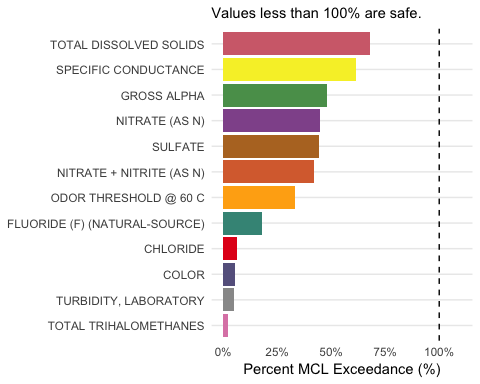 Values less than 100% are safe.
TOTAL DISSOLVED SOLIDS
SPECIFIC CONDUCTANCE
GROSS ALPHA
NITRATE (AS N)
SULFATE
NITRATE + NITRITE (AS N)
ODOR THRESHOLD @ 60 C
FLUORIDE (F) (NATURAL-SOURCE)
CHLORIDE
COLOR
TURBIDITY, LABORATORY
TOTAL TRIHALOMETHANES
0% 25% 50% 75% 100%
Percent MCL Exceedance (%)